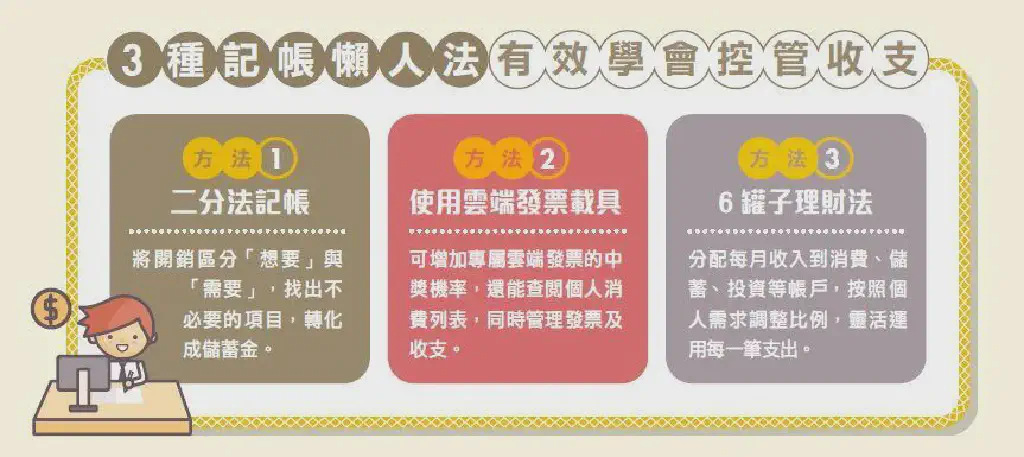 3種記帳懶人法有效學會控管收支
方法1
二分法記帳
將開銷區分「想要」與
「需要」，找出不
必要的項目，轉化
成儲蓄金。
方法2
使用雲端發票載具
可增加專屬雲端發票的中
獎機率，還能查閱個人消
費列表，同時管理發票及
收支。
方法3
6罐子理財法
分配每月收入到消費、儲
蓄、投資等帳戶，按照個
人需求調整比例，靈活運
用每一筆支出。
$